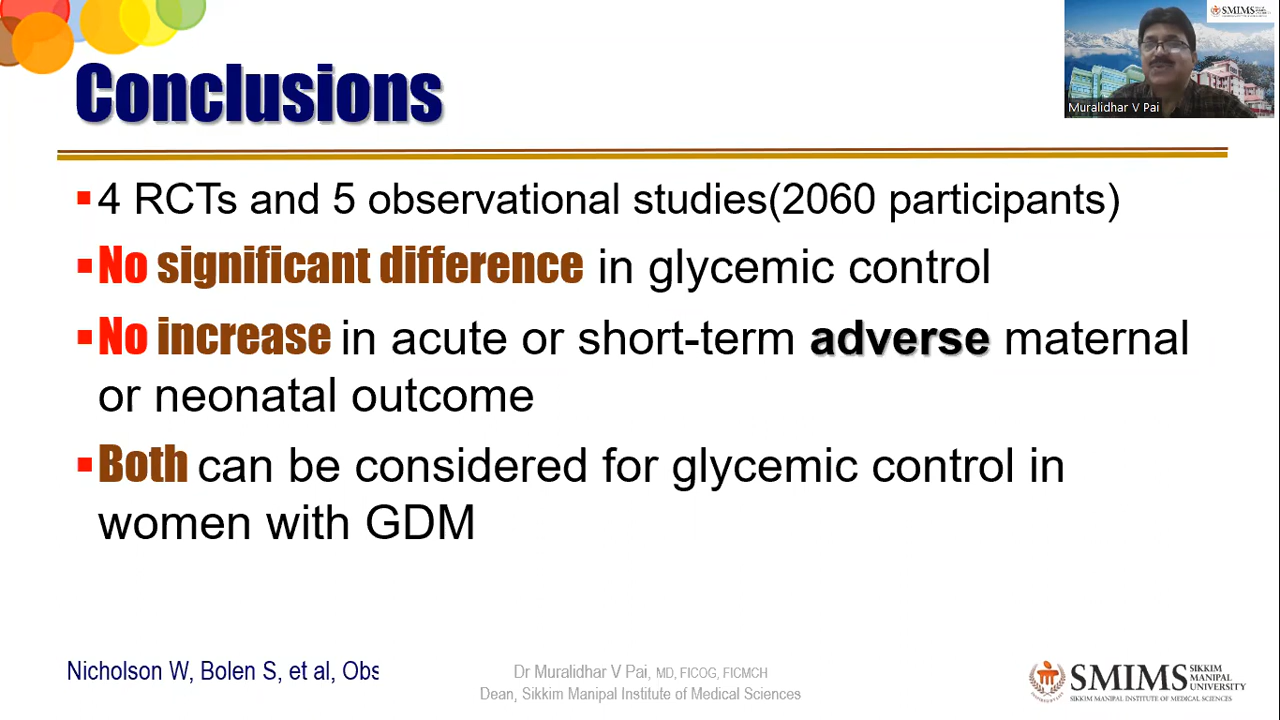 SMIMS
Muralidhar V Pai
Conclusions
4 RCTs and 5 observational studies(2060 participants)
No significant difference in glycemic control
No increase in acute or short-term adverse maternal
or neonatal outcome
Both can be considered for glycemic control in
women with GDM
Nicholson W, Bolen S, et al, Obs
Dr Muralidhar V Pai, MD, FICOG, FICMCH
Dean, Sikkim Manipal Institute of Medical Sciences
SMIMS SIKKIM
MANIPAL
UNIVERSITY
SIKKIM MANIPAL INSTITUTE OF MEDICAL SCIENCES